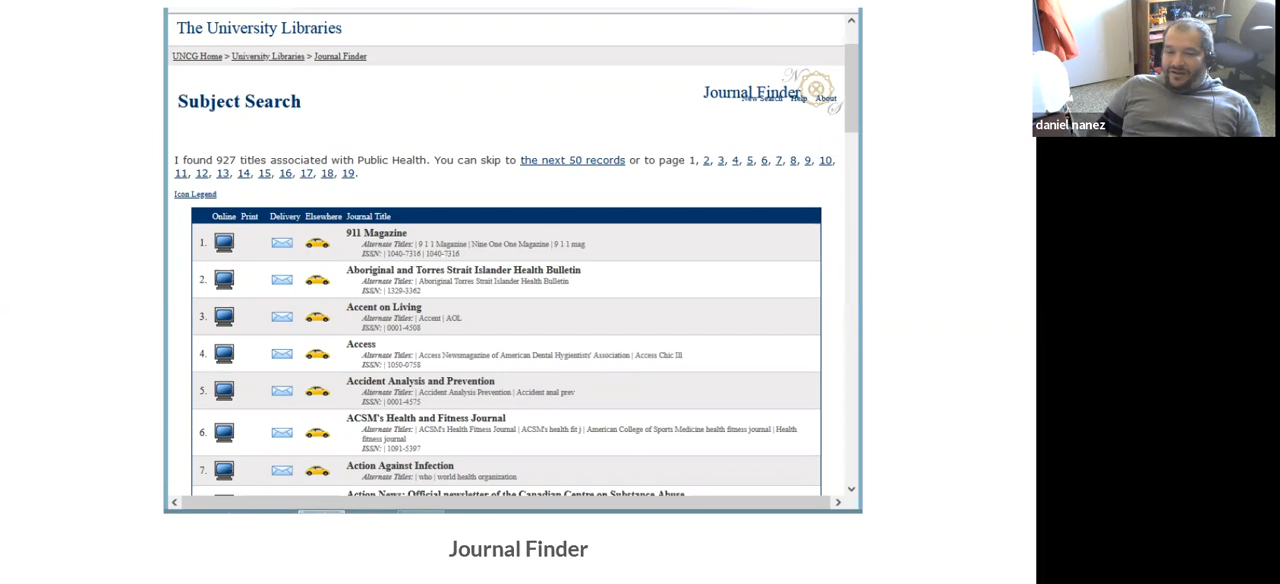 The University Libraries
UNCG Home > University Libraries > Journal Finder
Journal Finder
New Search Help About
Subject Search
I found 927 titles associated with Public Health. You can skip to the next 50 records or to page 1, 2, 3, 4, 5, 6, 7, 8, 9, 10,
11, 12, 13, 14, 15, 16, 17, 18, 19.
Icon Legend
Online Print Delivery Elsewhere Journal Title
1. 911 Magazine
Alternate Titles: | 9 1 1 Magazine | Nine One One Magazine | 9 1 1 mag
ISSN: | 1040-7316 | 1040-7316
2. Aboriginal and Torres Strait Islander Health Bulletin
Alternate Titles: | Aboriginal Torres Strait Islander Health Bulletin
ISSN: | 1329-3362
3. Accent on Living
Alternate Titles: | Accent | AOL
ISSN: | 0001-4508
4. Access
Alternate Titles: | Access Newsmagazine of American Dental Hygientists' Association | Access Chic Ill
ISSN: | 1050-0758
5. Accident Analysis and Prevention
Alternate Titles: | Accident Analysis Prevention | Accident anal prev
ISSN: | 0001-4575
6. ACSM's Health and Fitness Journal
Alternate Titles: | ACSM's Health Fitness Journal | ACSM's health fit j | American College of Sports Medicine health fitness journal | Health
fitness journal
ISSN: | 1091-5397
7. Action Against Infection
Alternate Titles: | who | world health organization
Action News: Official newsletter of the Canadian Centre on Substance Abuse
Journal Finder
daniel nanez